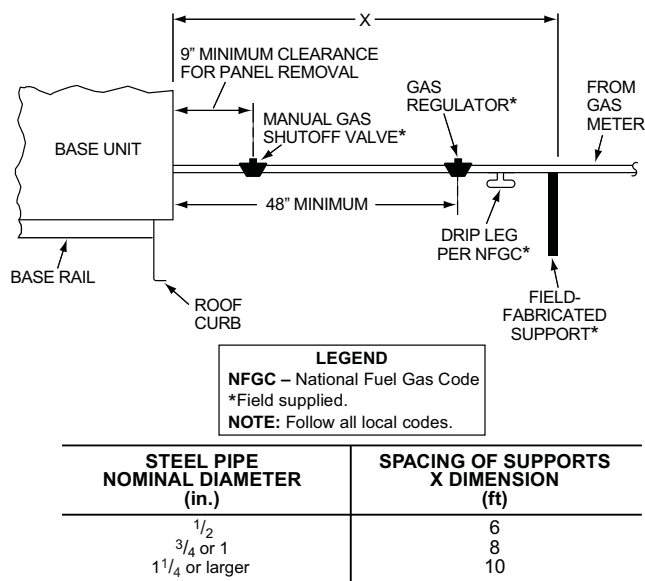 X
9” MINIMUM CLEARANCE
FOR PANEL REMOVAL
BASE UNIT
MANUAL GAS
SHUTOFF VALVE*
GAS
REGULATOR*
FROM
GAS
METER
48” MINIMUM
DRIP LEG
PER NFGC*
BASE RAIL
ROOF
CURB
FIELD-
FABRICATED
SUPPORT*
LEGEND
NFGC – National Fuel Gas Code
*Field supplied.
NOTE: Follow all local codes.
STEEL PIPE
NOMINAL DIAMETER
(in.)
SPACING OF SUPPORTS
X DIMENSION
(ft)
1/2 6
3/4 or 1 8
1 1/4 or larger 10